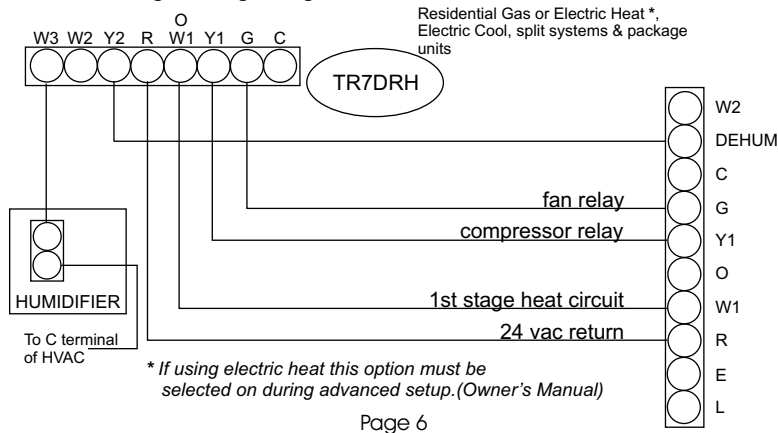 Residential Gas or Electric Heat *,
Electric Cool, split systems & package
units
O
W3 W2 Y2 R W1 Y1 G C
TR7DRH
W2
DEHUM
C
fan relay G
compressor relay Y1
O
1st stage heat circuit W1
24 vac return R
E
L
HUMIDIFIER
To C terminal
of HVAC
* If using electric heat this option must be
selected on during advanced setup.(Owner's Manual)
Page 6